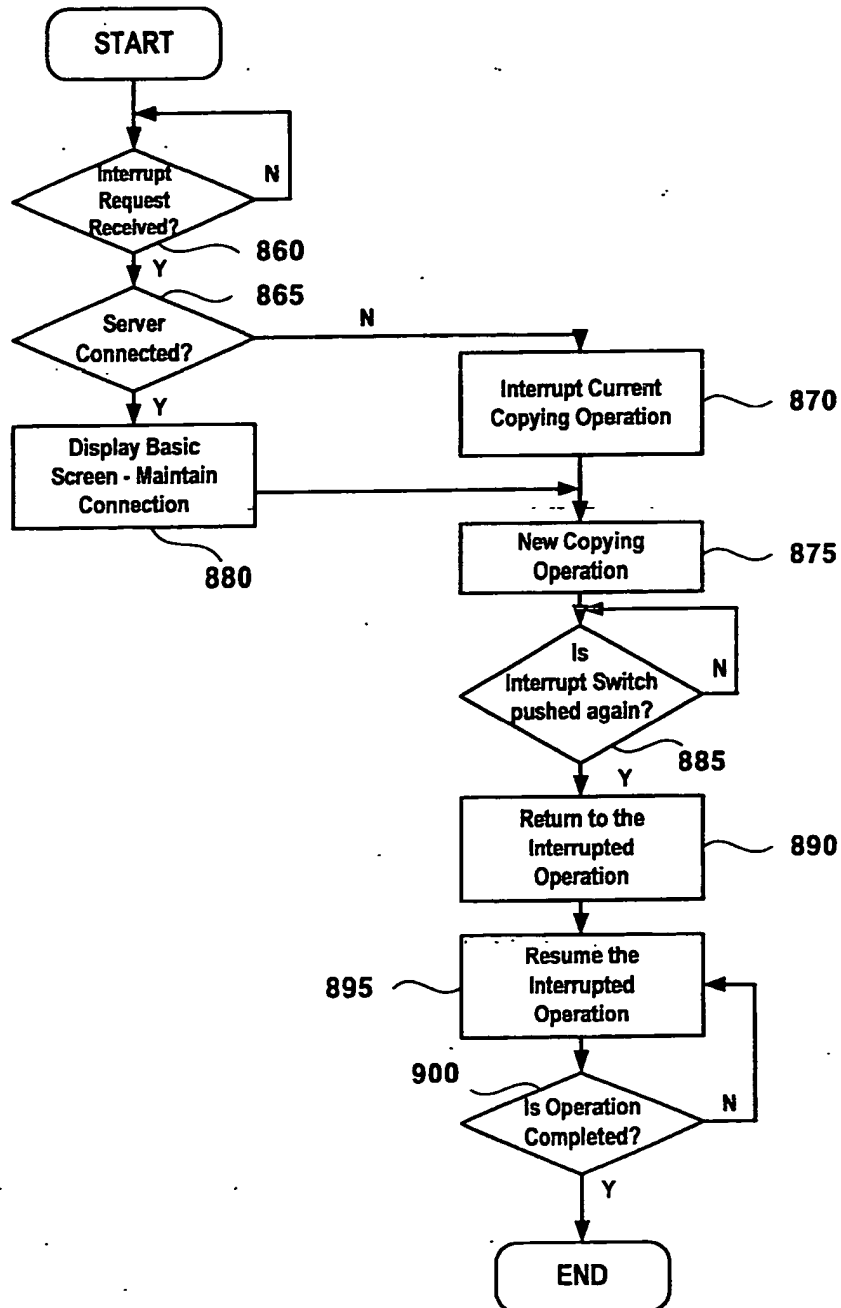 START
Interrupt
Request
Received?
N
860
Y
865
Server
Connected?
N
Y
Interrupt Current
Copying Operation
870
Display Basic
Screen - Maintain
Connection
880
New Copying
Operation
875
Is
Interrupt Switch
pushed again?
N
885
Y
Return to the
Interrupted
Operation
890
Resume the
Interrupted
Operation
895
900
Is Operation
Completed?
N
Y
END